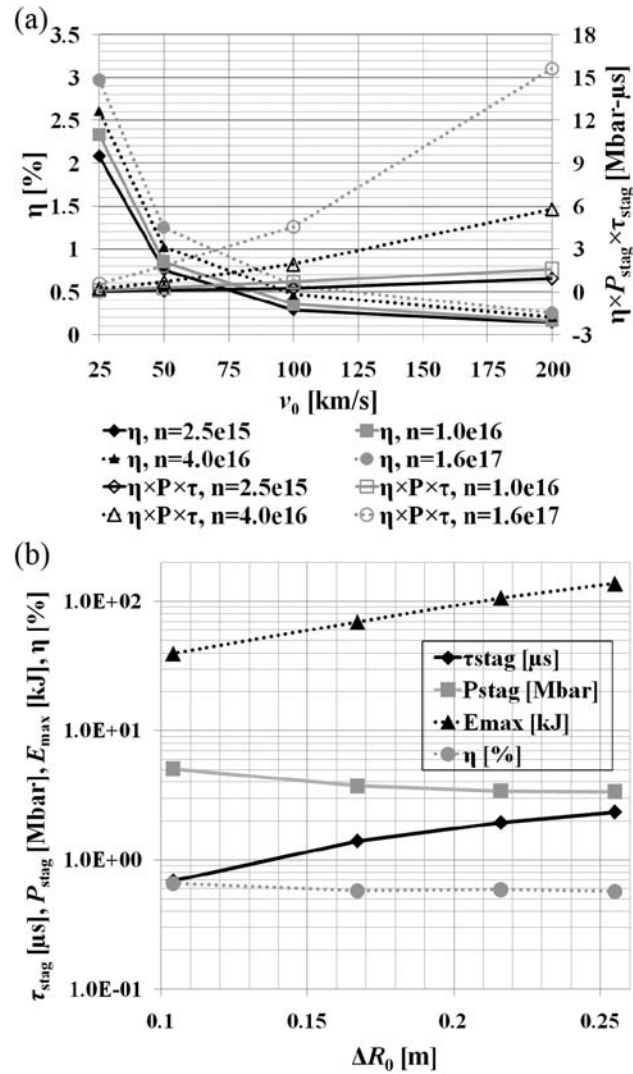 (a)
3.5
3
2.5
2
1.5
1
0.5
0
η [%]
18
15
12
9
6
3
0
-3
η×Pstag×τstag [Mbar-μs]
25 50 75 100 125 150 175 200
v0 [km/s]
η, n=2.5e15 η, n=1.0e16
η, n=4.0e16 η, n=1.6e17
η×P×τ, n=2.5e15 η×P×τ, n=1.0e16
η×P×τ, n=4.0e16 η×P×τ, n=1.6e17
(b)
1.0E+02
1.0E+01
1.0E+00
1.0E-01
τstag [μs], Pstag [Mbar], Emax [kJ], η [%]
τstag [μs]
Pstag [Mbar]
Emax [kJ]
η [%]
0.1 0.15 0.2 0.25
ΔR0 [m]